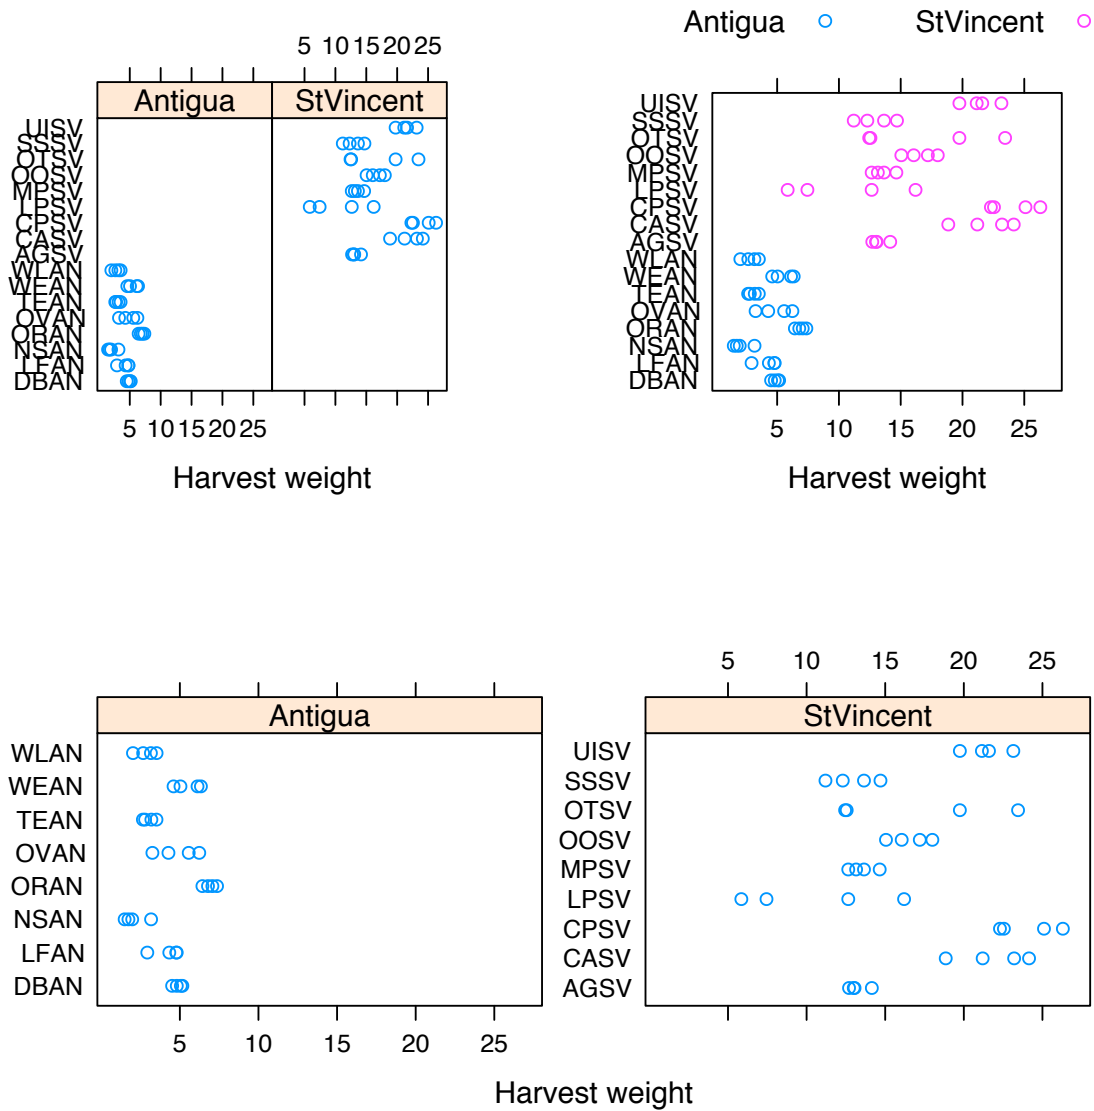 Antigua StVincent
5 10 15 20 25
Antigua StVincent
UISV
SSSV
OTSV
OOSV
MPSV
LPSV
CPSV
CASV
AGSV
WLAN
WEAN
TEAN
OVAN
ORAN
NSAN
LFAN
DBAN
5 10 15 20 25
Harvest weight
UISV
SSSV
OTSV
OOSV
MPSV
LPSV
CPSV
CASV
AGSV
WLAN
WEAN
TEAN
OVAN
ORAN
NSAN
LFAN
DBAN
5 10 15 20 25
Harvest weight
Antigua
WLAN
WEAN
TEAN
OVAN
ORAN
NSAN
LFAN
DBAN
5 10 15 20 25
5 10 15 20 25
StVincent
UISV
SSSV
OTSV
OOSV
MPSV
LPSV
CPSV
CASV
AGSV
Harvest weight